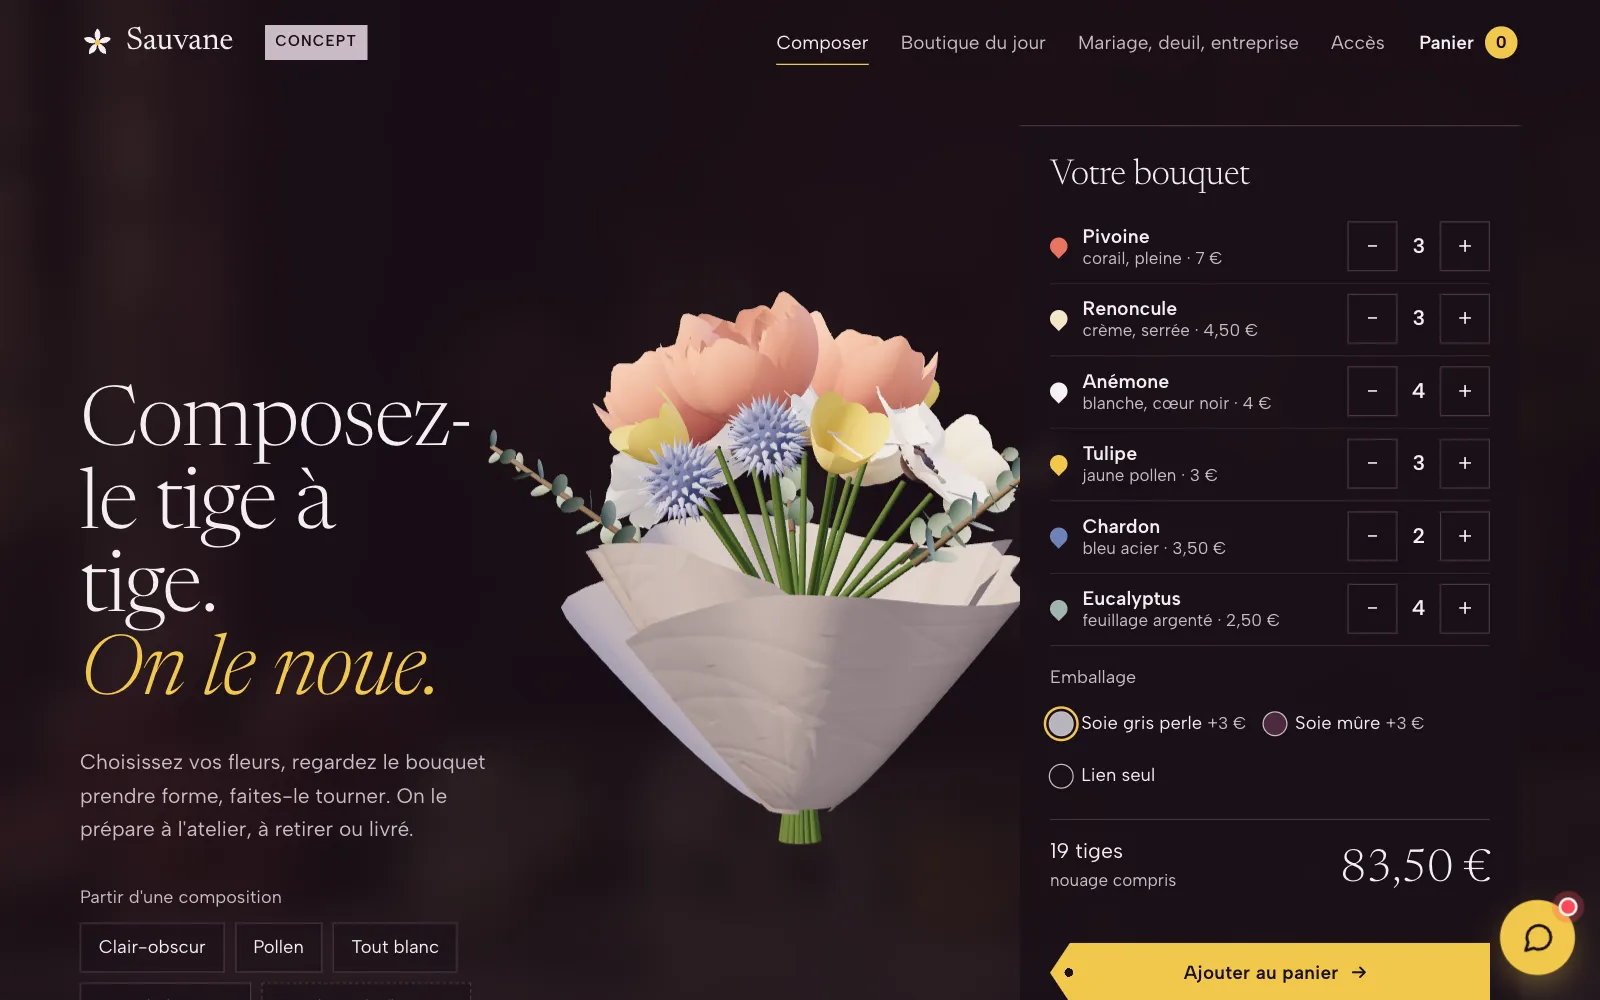 Sauvane
CONCEPT
Composer
Boutique du jour
Mariage, deuil, entreprise
Accès
Panier
0
Composez-
le tige à
tige.
On le noue.
Choisissez vos fleurs, regardez le bouquet
prendre forme, faites-le tourner. On le
prépare à l'atelier, à retirer ou livré.
Partir d'une composition
Clair-obscur
Pollen
Tout blanc
Votre bouquet
Pivoine
corail, pleine · 7 €
− 3 +
Renoncule
crème, serrée · 4,50 €
− 3 +
Anémone
blanche, cœur noir · 4 €
− 4 +
Tulipe
jaune pollen · 3 €
− 3 +
Chardon
bleu acier · 3,50 €
− 2 +
Eucalyptus
feuillage argenté · 2,50 €
− 4 +
Emballage
Soie gris perle +3 €
Soie mûre +3 €
Lien seul
19 tiges
nouage compris
83,50 €
Ajouter au panier →